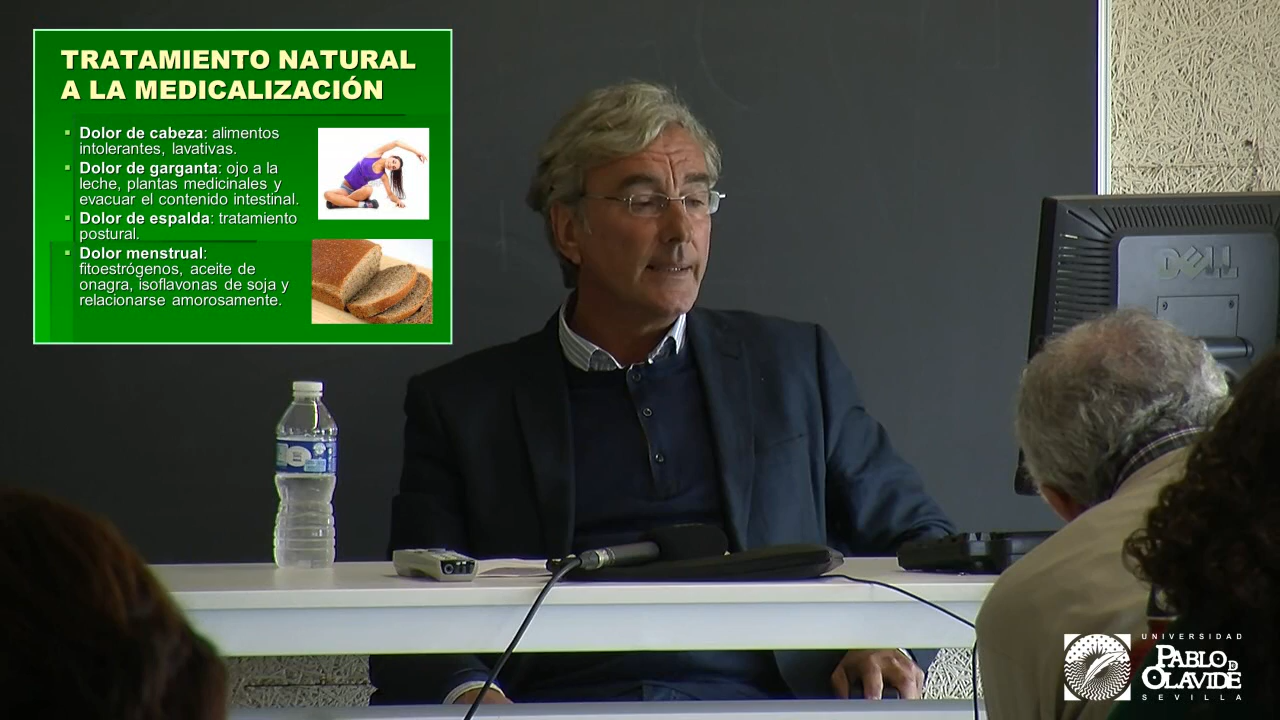 TRATAMIENTO NATURAL
A LA MEDICALIZACIÓN
Dolor de cabeza: alimentos
intolerantes, lavativas.
Dolor de garganta: ojo a la
leche, plantas medicinales y
evacuar el contenido intestinal.
Dolor de espalda: tratamiento
postural.
Dolor menstrual:
fitoestrógenos, aceite de
onagra, isoflavonas de soja y
relacionarse amorosamente.
DELL
UNIVERSIDAD
PABLO D
OLAVIDE
SEVILLA